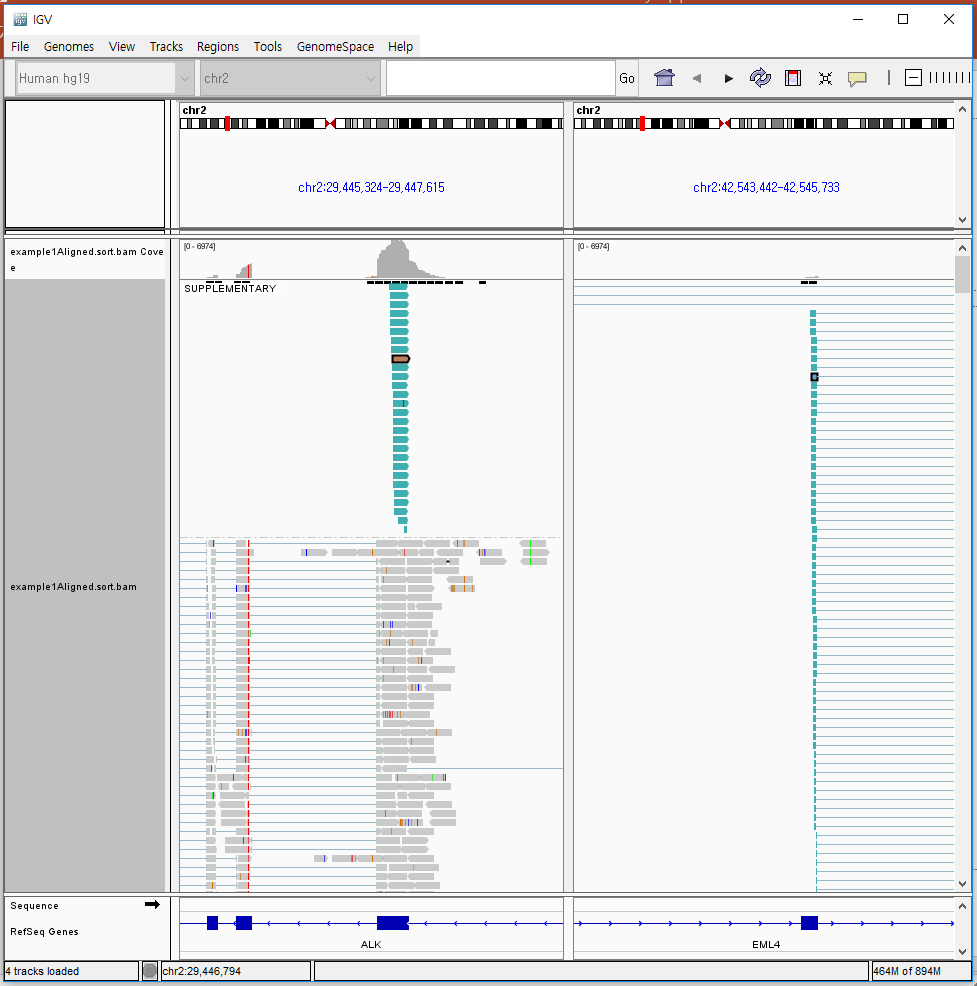 IGV
File Genomes View Tracks Regions Tools GenomeSpace Help
Human hg19 chr2 Go
chr2 chr2
chr2:29,445,324-29,447,615 chr2:42,543,442-42,545,733
example1Aligned.sort.bam Cove
e
[0 - 6974] [0 - 6974]
SUPPLEMENTARY
example1Aligned.sort.bam
Sequence
RefSeq Genes
ALK EML4
4 tracks loaded chr2:29,446,794 464M of 894M